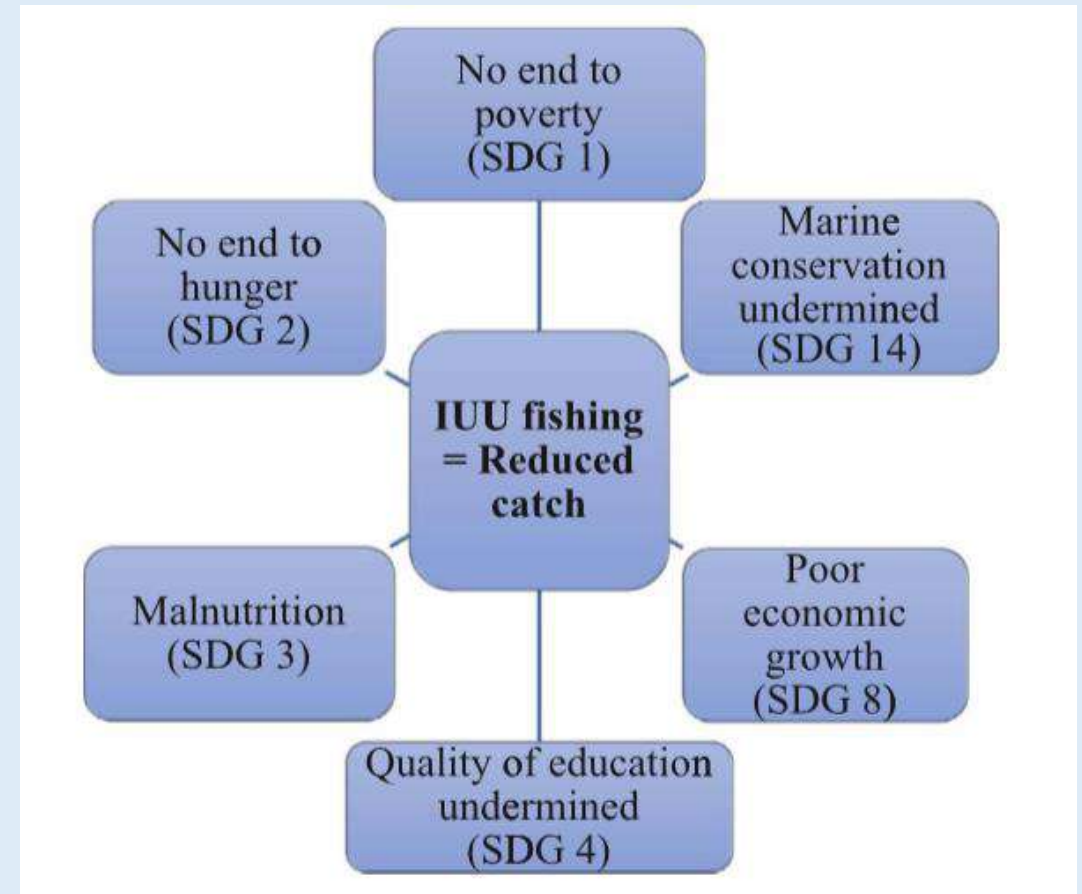 No end to
poverty
(SDG 1)
No end to
hunger
(SDG 2)
Marine
conservation
undermined
(SDG 14)
IUU fishing
= Reduced
catch
Malnutrition
(SDG 3)
Poor
economic
growth
(SDG 8)
Quality of education
undermined
(SDG 4)